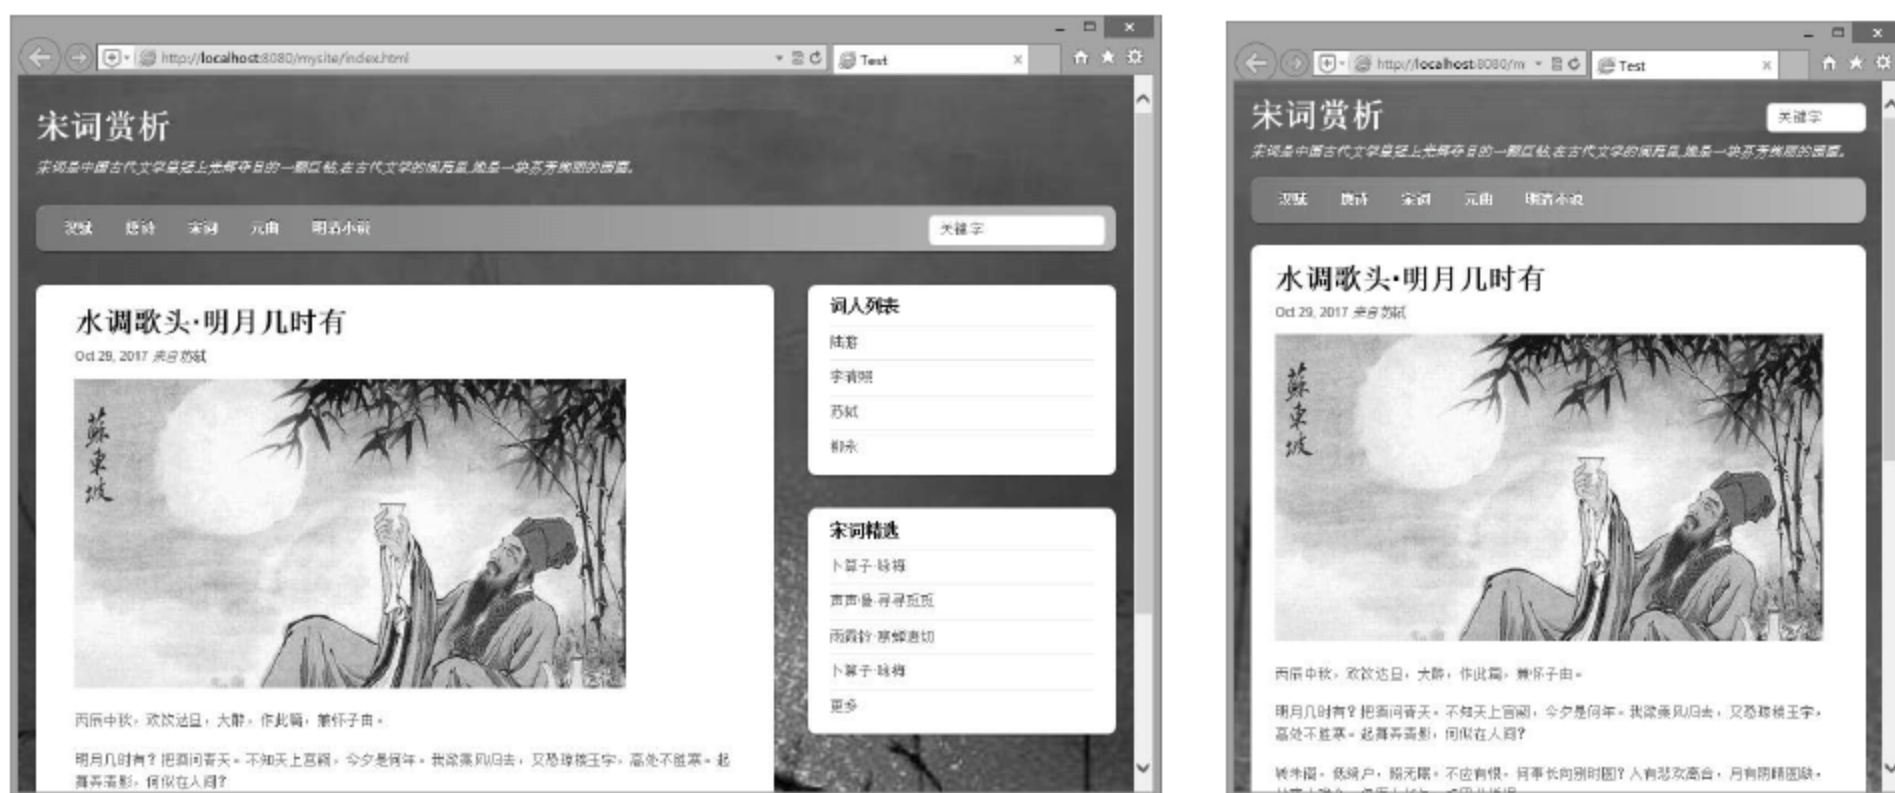 http://localhost:8080/mysite/index.html
Test
宋词赏析
宋词是中国古代文学皇冠上光辉夺目的一颗巨钻,在古代文学的阆苑里,她是一块芬芳绚丽的园圃。
汉赋 唐诗 宋词 元曲 明清小说
关键字
水调歌头·明月几时有
Oct 29, 2017 来自苏轼
蘇東坡
丙辰中秋，欢饮达旦，大醉，作此篇，兼怀子由。
明月几时有？把酒问青天。不知天上宫阙，今夕是何年。我欲乘风归去，又恐琼楼玉宇，高处不胜寒。起
舞弄清影，何似在人间？
词人列表
陆游
李清照
苏轼
柳永
宋词精选
卜算子·咏梅
声声慢·寻寻觅觅
雨霖铃·寒蝉凄切
卜算子·咏梅
更多
http://localhost:8080/m
Test
宋词赏析
关键字
宋词是中国古代文学皇冠上光辉夺目的一颗巨钻,在古代文学的阆苑里,她是一块芬芳绚丽的园圃。
汉赋 唐诗 宋词 元曲 明清小说
水调歌头·明月几时有
Oct 29, 2017 来自苏轼
蘇東坡
丙辰中秋，欢饮达旦，大醉，作此篇，兼怀子由。
明月几时有？把酒问青天。不知天上宫阙，今夕是何年。我欲乘风归去，又恐琼楼玉宇，
高处不胜寒。起舞弄清影，何似在人间？
转朱阁，低绮户，照无眠。不应有恨，何事长向别时圆？人有悲欢离合，月有阴晴圆缺，